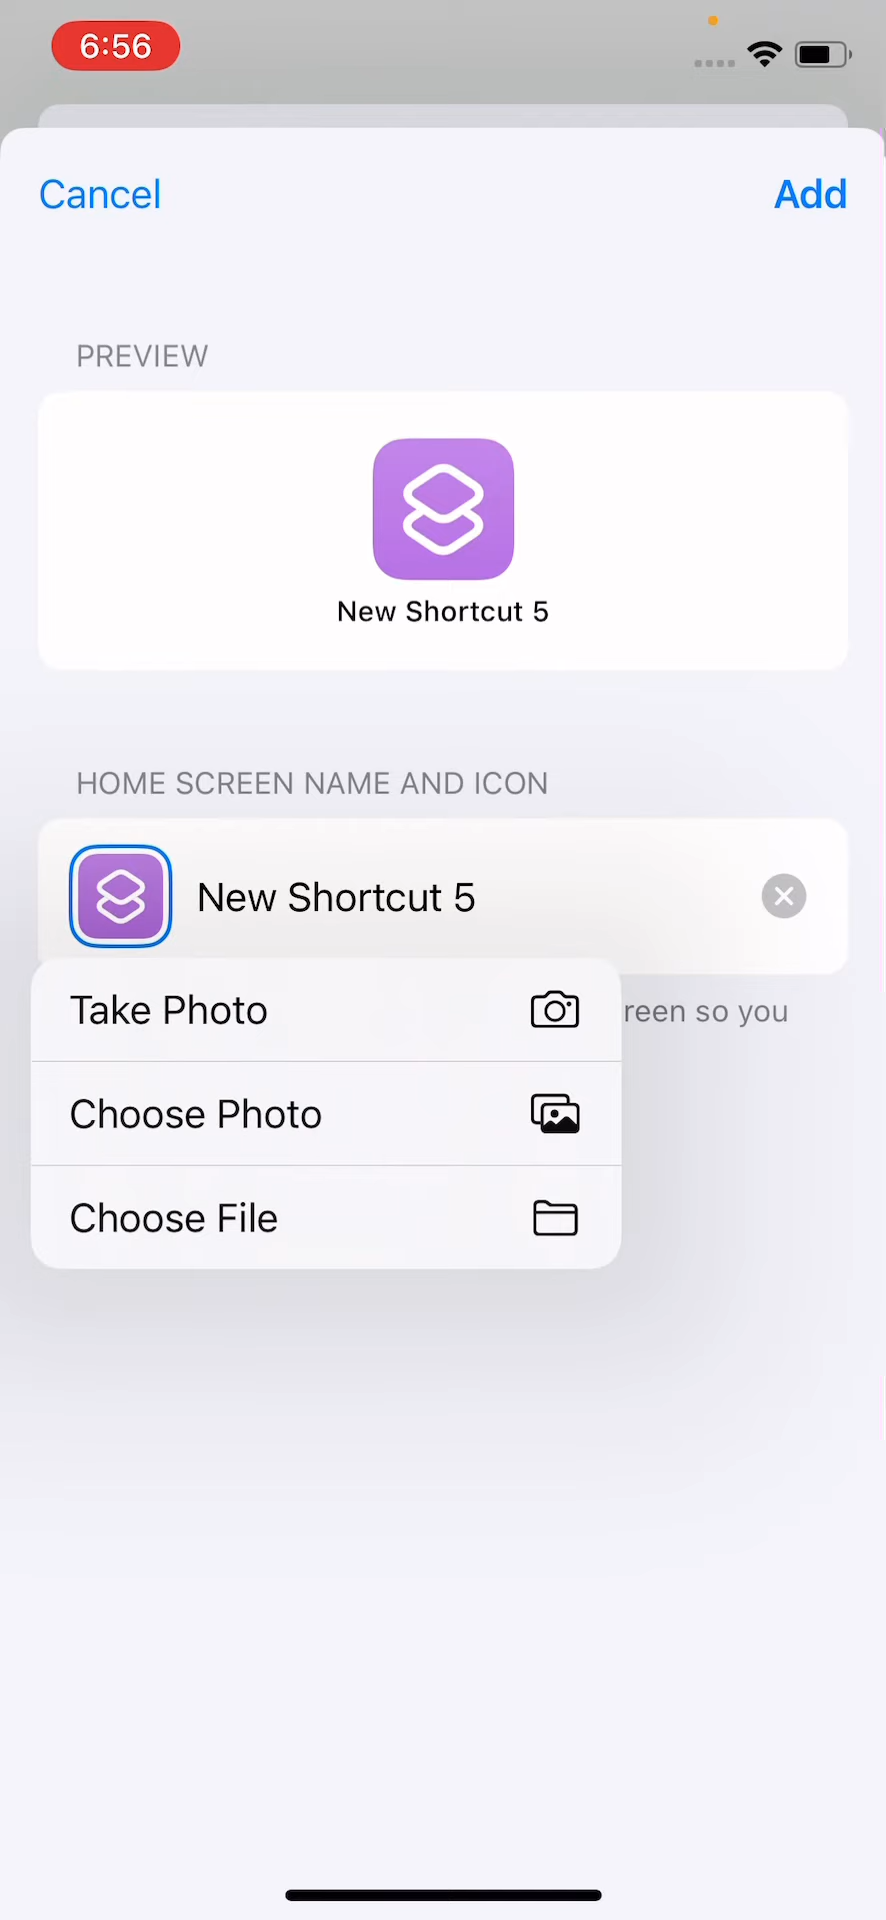 6:56
Cancel
Add
PREVIEW
New Shortcut 5
HOME SCREEN NAME AND ICON
New Shortcut 5
Take Photo
reen so you
Choose Photo
Choose File